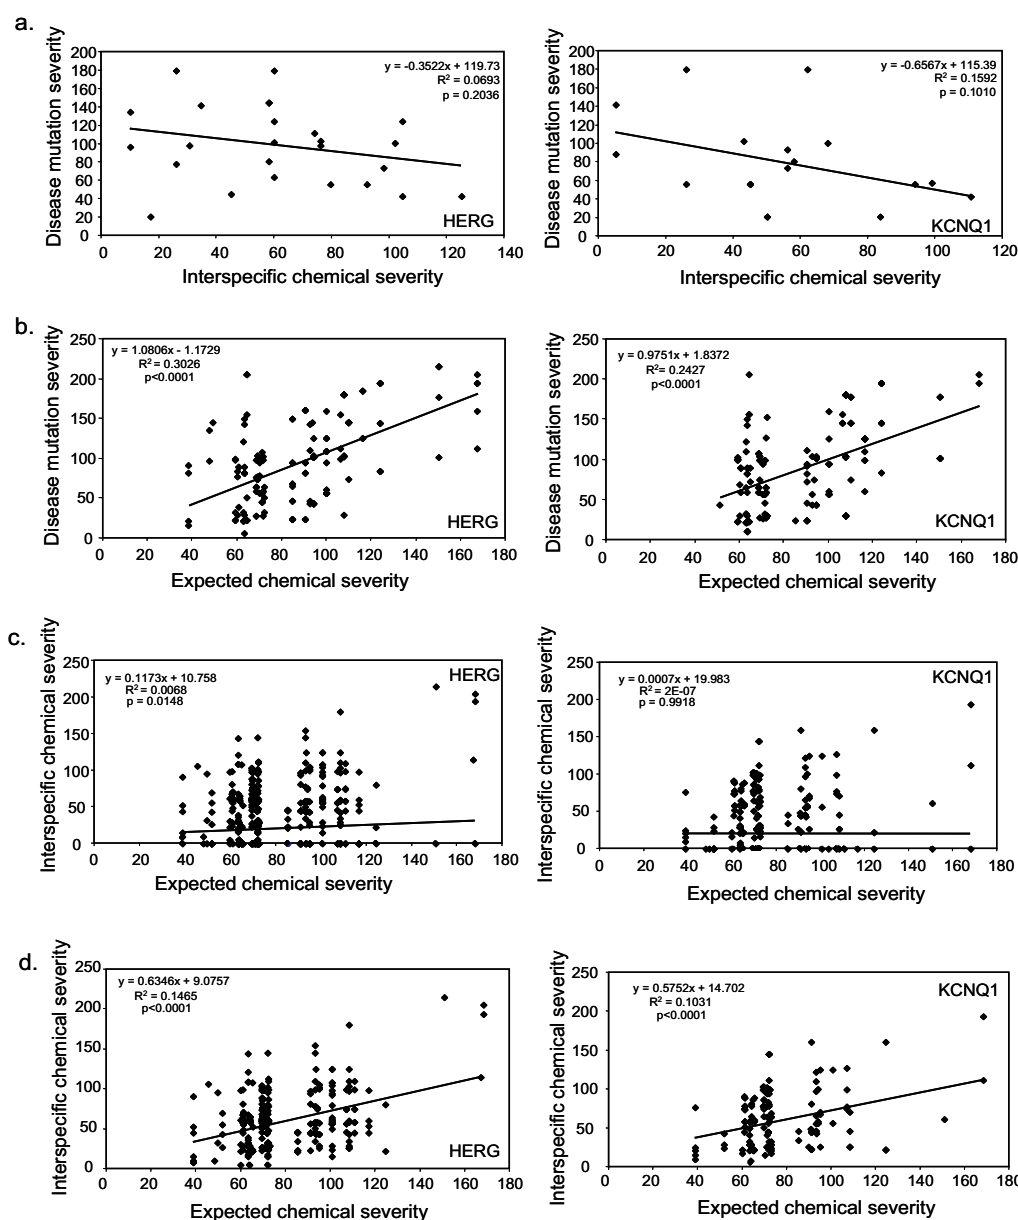 a.
Disease mutation severity
200
180
160
140
120
100
80
60
40
20
0
y = -0.3522x + 119.73
R² = 0.0693
p = 0.2036
HERG
0 20 40 60 80 100 120 140
Interspecific chemical severity
Disease mutation severity
200
180
160
140
120
100
80
60
40
20
0
y = -0.6567x + 115.39
R² = 0.1592
p = 0.1010
KCNQ1
0 20 40 60 80 100 120
Interspecific chemical severity
b.
Disease mutation severity
250
200
150
100
50
0
y = 1.0806x - 1.1729
R² = 0.3026
p<0.0001
HERG
0 20 40 60 80 100 120 140 160 180
Expected chemical severity
Disease mutation severity
250
200
150
100
50
0
y = 0.9751x + 1.8372
R²= 0.2427
p<0.0001
KCNQ1
0 20 40 60 80 100 120 140 160 180
Expected chemical severity
c.
Interspecific chemical severity
250
200
150
100
50
0
y = 0.1173x + 10.758
R² = 0.0068
p = 0.0148
HERG
0 20 40 60 80 100 120 140 160 180
Expected chemical severity
Interspecific chemical severity
250
200
150
100
50
0
y = 0.0007x + 19.983
R² = 2E-07
p = 0.9918
KCNQ1
0 20 40 60 80 100 120 140 160 180
Expected chemical severity
d.
Interspecific chemical severity
250
200
150
100
50
0
y = 0.6346x + 9.0757
R² = 0.1465
p<0.0001
HERG
0 20 40 60 80 100 120 140 160 180
Expected chemical severity
Interspecific chemical severity
250
200
150
100
50
0
y = 0.5752x + 14.702
R² = 0.1031
p<0.0001
KCNQ1
0 20 40 60 80 100 120 140 160 180
Expected chemical severity